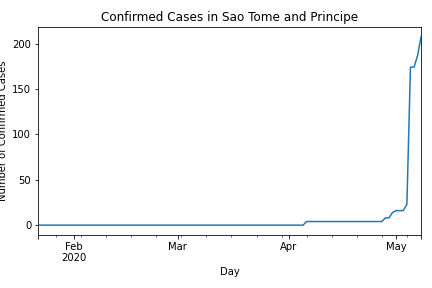 Confirmed Cases in Sao Tome and Principe
Number of Confirmed Cases
200
150
100
50
0
Feb
2020
Mar
Apr
May
Day